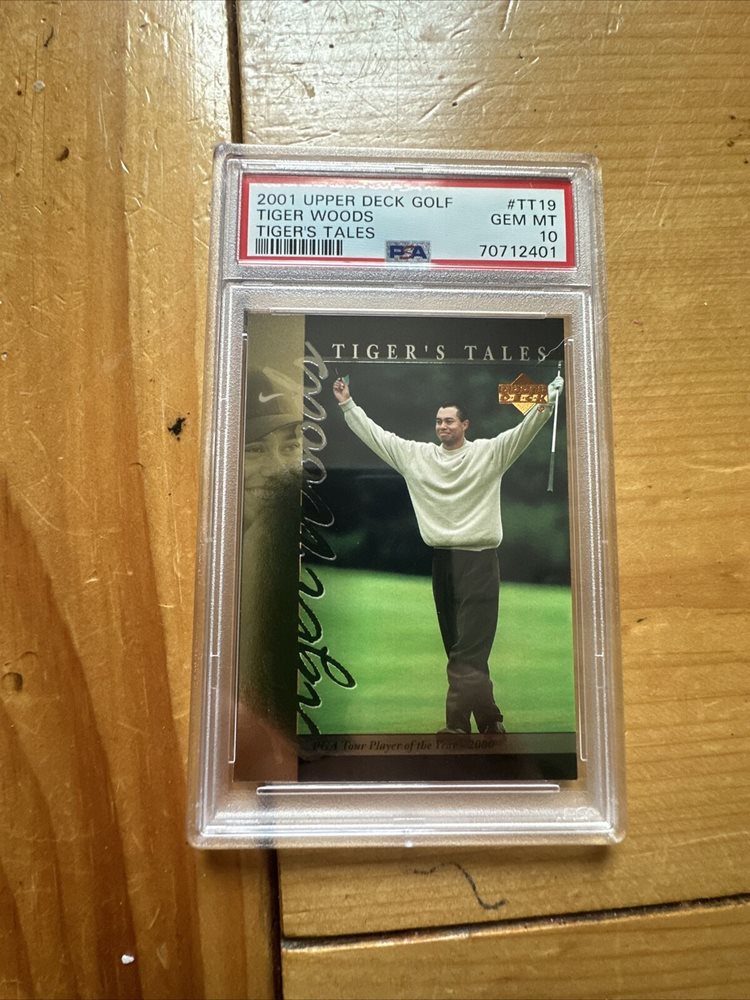 2001 UPPER DECK GOLF #TT19
TIGER WOODS GEM MT
TIGER'S TALES 10
PSA 70712401
TIGER'S TALES
UPPER
DECK
Tiger Woods
PGA Tour Player of the Year - 2000